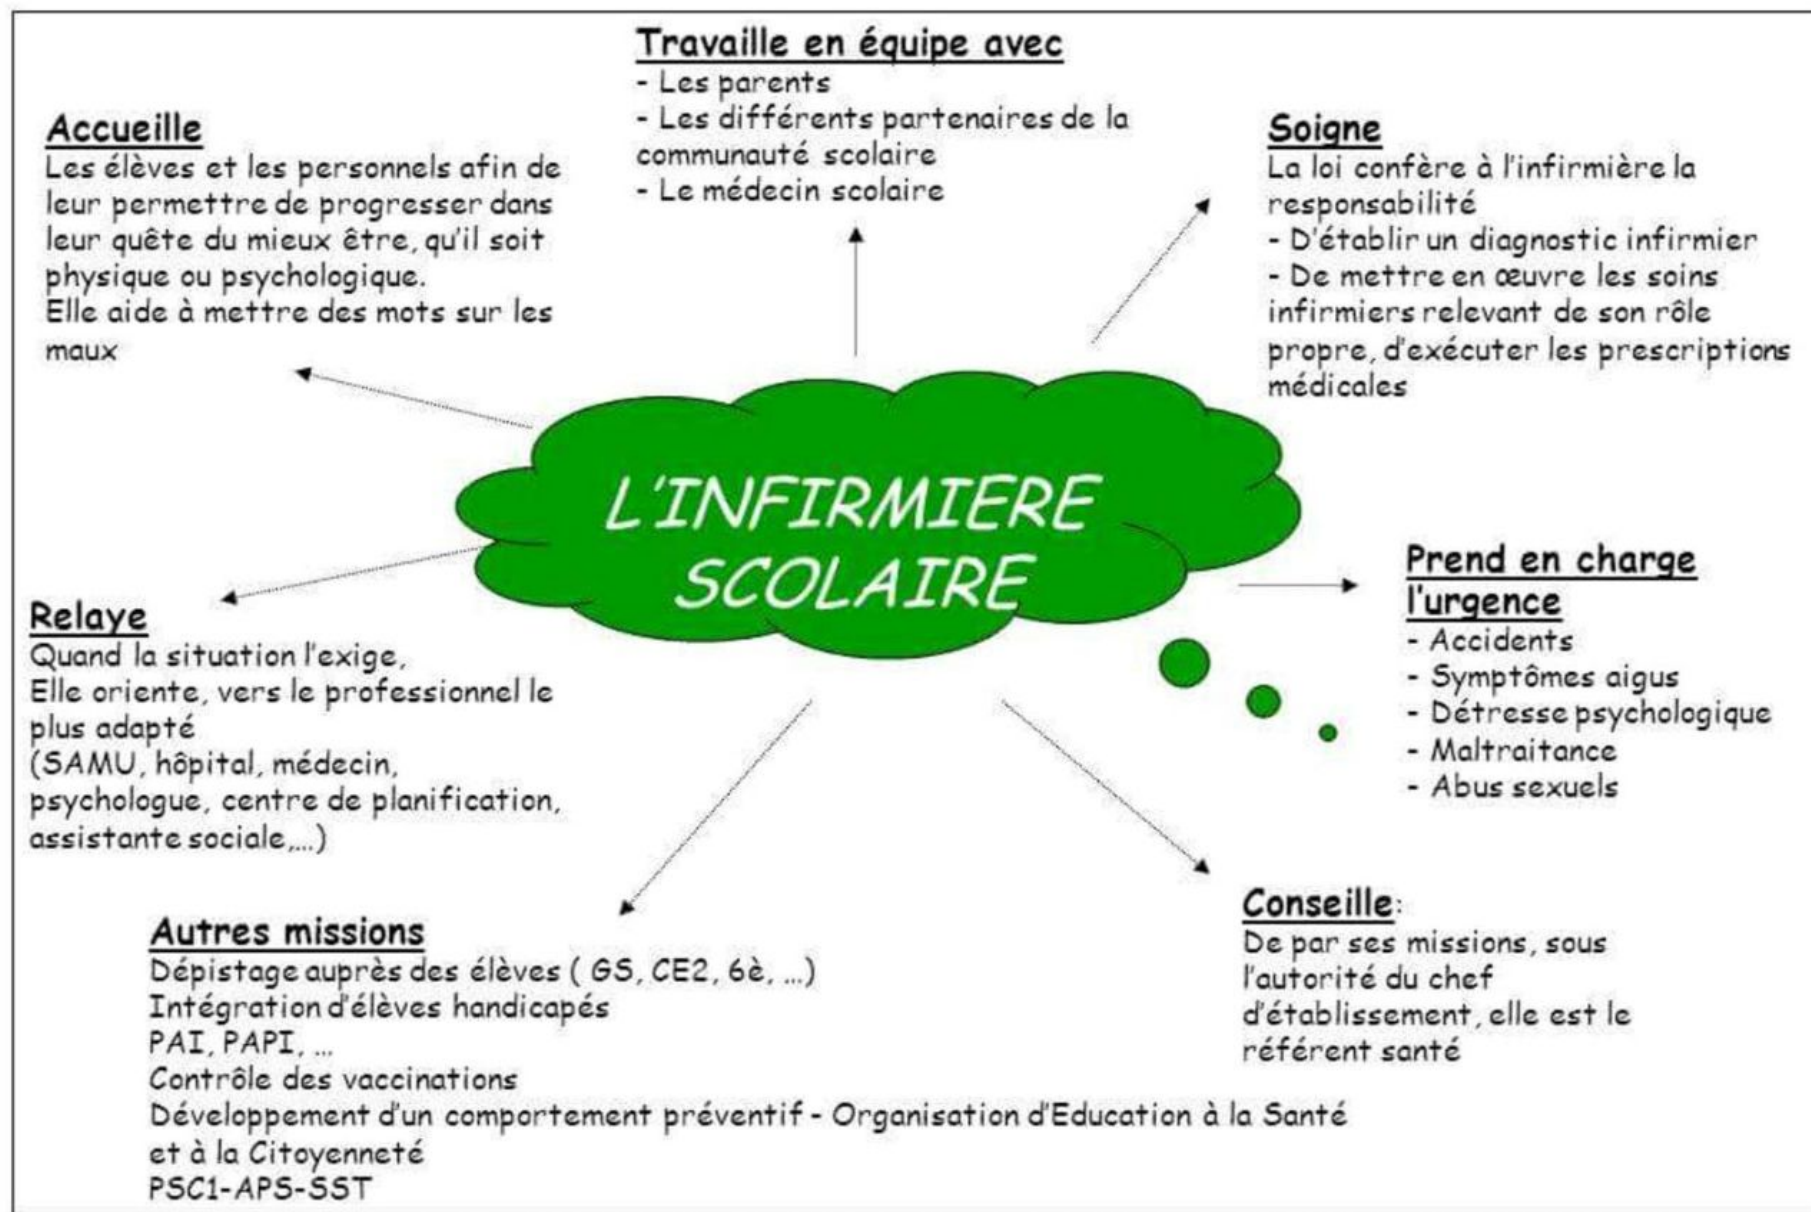 Travaille en équipe avec
- Les parents
- Les différents partenaires de la
communauté scolaire
- Le médecin scolaire
Accueille
Les élèves et les personnels afin de
leur permettre de progresser dans
leur quête du mieux être, qu'il soit
physique ou psychologique.
Elle aide à mettre des mots sur les
maux
Soigne
La loi confère à l'infirmière la
responsabilité
- D'établir un diagnostic infirmier
- De mettre en œuvre les soins
infirmiers relevant de son rôle
propre, d'exécuter les prescriptions
médicales
L'INFIRMIERE
SCOLAIRE
Relaye
Quand la situation l'exige,
Elle oriente, vers le professionnel le
plus adapté
(SAMU, hôpital, médecin,
psychologue, centre de planification,
assistante sociale,...)
Prend en charge
l'urgence
- Accidents
- Symptômes aigus
- Détresse psychologique
- Maltraitance
- Abus sexuels
Autres missions
Dépistage auprès des élèves ( GS, CE2, 6è, ...)
Intégration d'élèves handicapés
PAI, PAPI, ...
Contrôle des vaccinations
Développement d'un comportement préventif - Organisation d'Education à la Santé
et à la Citoyenneté
PSC1-APS-SST
Conseille:
De par ses missions, sous
l'autorité du chef
d'établissement, elle est le
référent santé